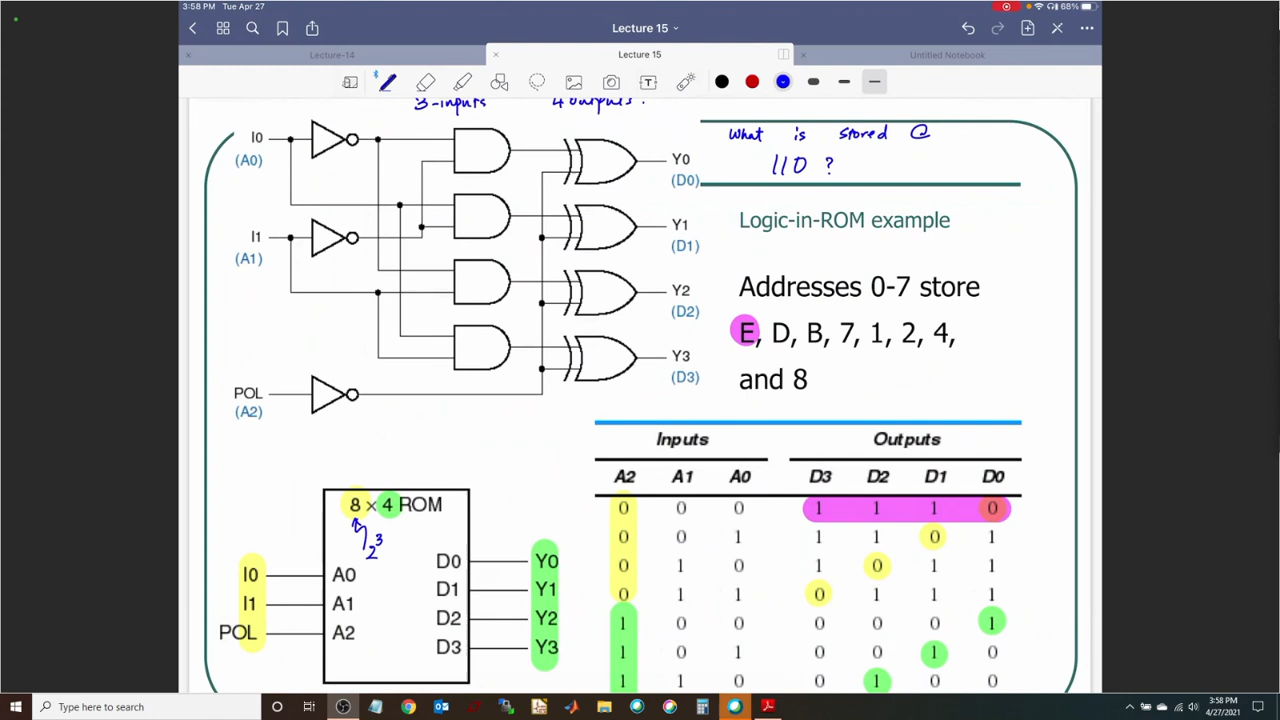 3:58 PM Tue Apr 27
68%
Lecture 15
Lecture-14
Lecture 15
Untitled Notebook
3-inputs 4 outputs.
I0
(A0)
I1
(A1)
POL
(A2)
Y0
(D0)
Y1
(D1)
Y2
(D2)
Y3
(D3)
What is stored @
110 ?
Logic-in-ROM example
Addresses 0-7 store
E, D, B, 7, 1, 2, 4,
and 8
8 × 4 ROM
2³
I0 A0
I1 A1
POL A2
D0 Y0
D1 Y1
D2 Y2
D3 Y3
Inputs Outputs
A2 A1 A0 D3 D2 D1 D0
0 0 0 1 1 1 0
0 0 1 1 1 0 1
0 1 0 1 0 1 1
0 1 1 0 1 1 1
1 0 0 0 0 0 1
1 0 1 0 0 1 0
1 1 0 0 1 0 0
Type here to search
3:58 PM
4/27/2021